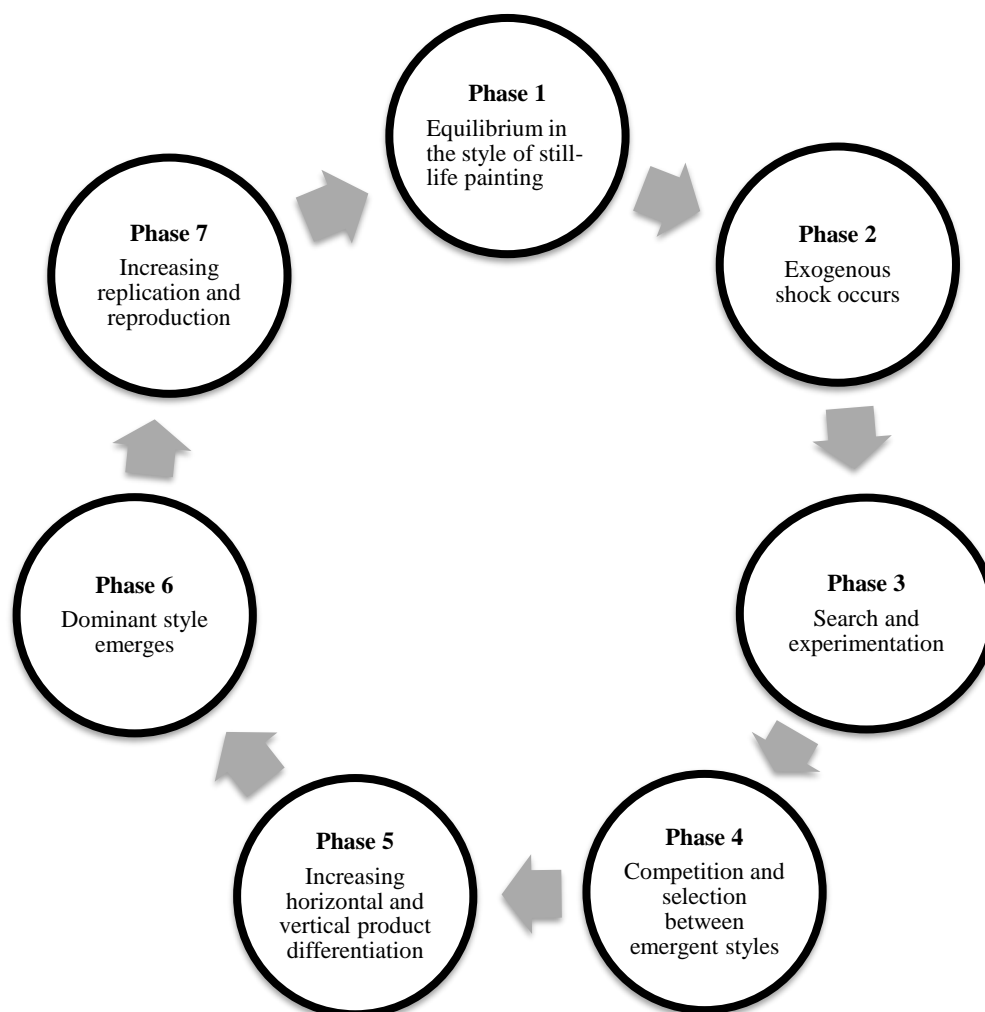 Phase 1
Equilibrium in
the style of still-
life painting
Phase 2
Exogenous
shock occurs
Phase 3
Search and
experimentation
Phase 4
Competition and
selection
between
emergent styles
Phase 5
Increasing
horizontal and
vertical product
differentiation
Phase 6
Dominant style
emerges
Phase 7
Increasing
replication and
reproduction